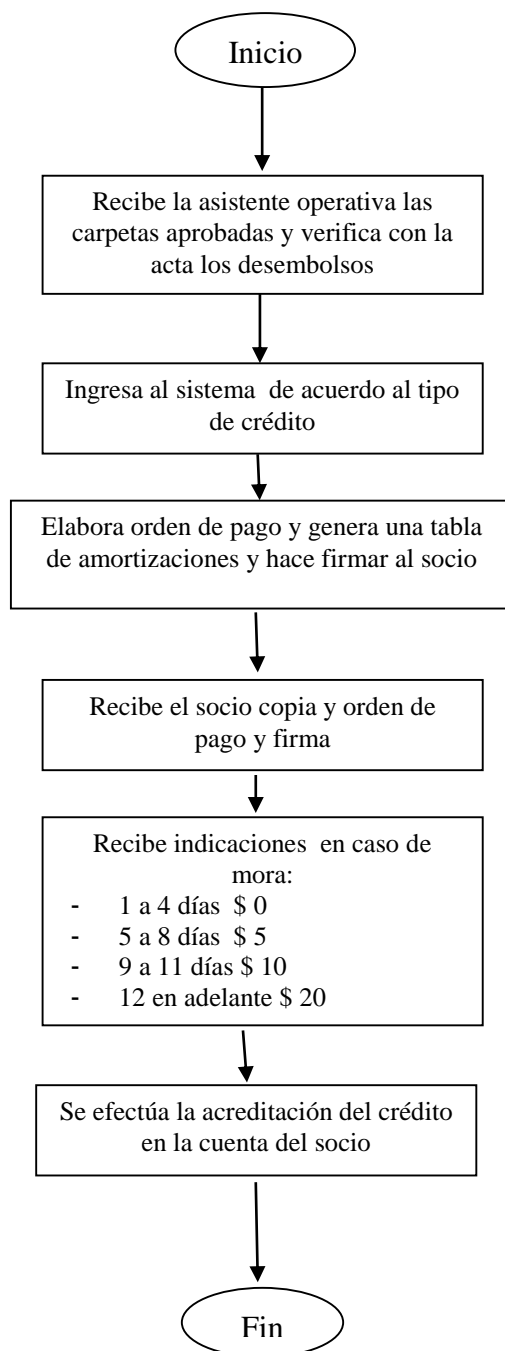 Inicio
Recibe la asistente operativa las
carpetas aprobadas y verifica con la
acta los desembolsos
Ingresa al sistema  de acuerdo al tipo
de crédito
Elabora orden de pago y genera una tabla
de amortizaciones y hace firmar al socio
Recibe el socio copia y orden de
pago y firma
Recibe indicaciones  en caso de
mora:
- 1 a 4 días  $ 0
- 5 a 8 días  $ 5
- 9 a 11 días $ 10
- 12 en adelante $ 20
Se efectúa la acreditación del crédito
en la cuenta del socio
Fin